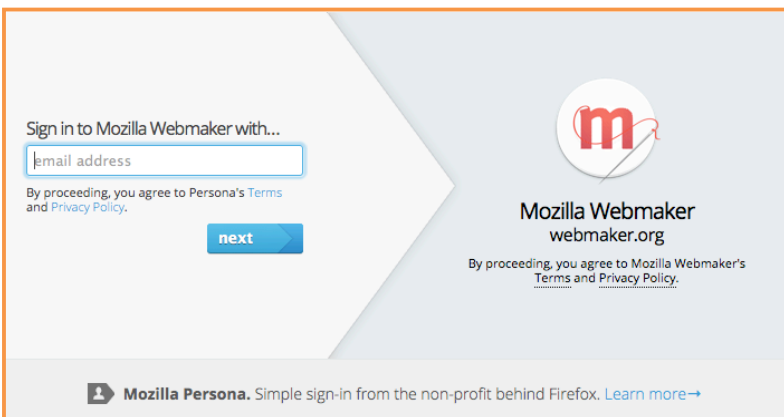 Sign in to Mozilla Webmaker with...
email address
By proceeding, you agree to Persona's Terms
and Privacy Policy.
next
m
Mozilla Webmaker
webmaker.org
By proceeding, you agree to Mozilla Webmaker's
Terms and Privacy Policy.
Mozilla Persona. Simple sign-in from the non-profit behind Firefox. Learn more→